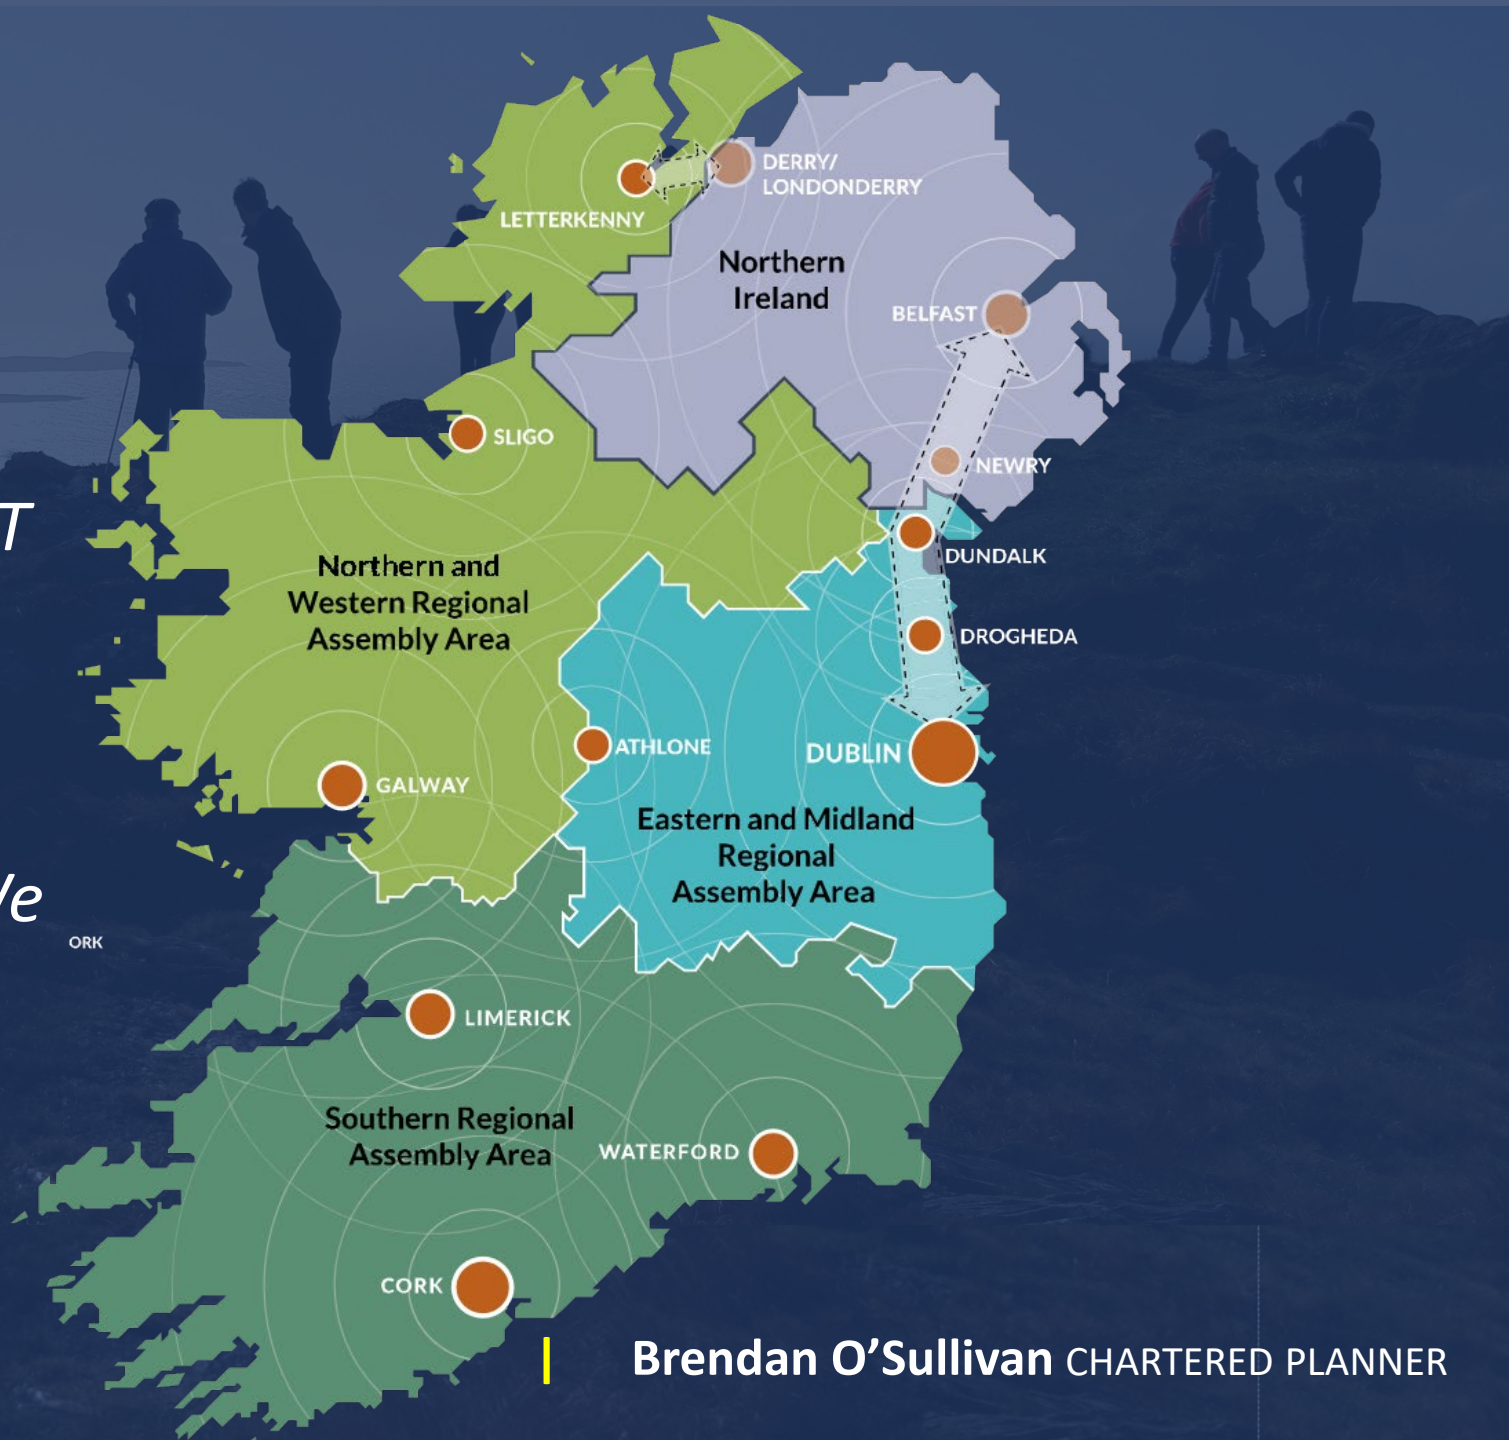 DERRY/
LONDONDERRY
LETTERKENNY
Northern
Ireland
BELFAST
SLIGO
NEWRY
T
DUNDALK
Northern and
Western Regional
Assembly Area
DROGHEDA
ATHLONE
DUBLIN
GALWAY
Eastern and Midland
Regional
Assembly Area
ve
ORK
LIMERICK
Southern Regional
Assembly Area
WATERFORD
CORK
Brendan O’Sullivan CHARTERED PLANNER